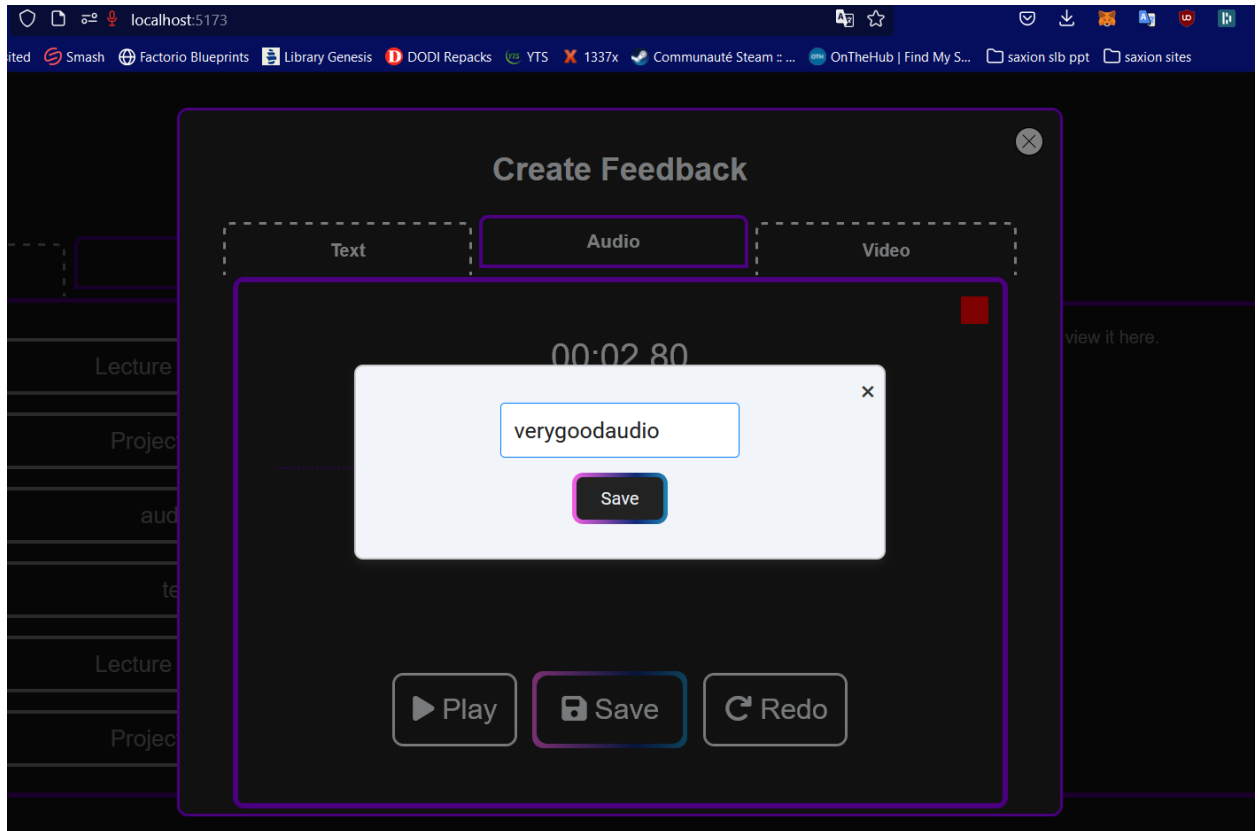 localhost:5173
ited Smash Factorio Blueprints Library Genesis DODI Repacks YTS 1337x Communauté Steam :: ... OnTheHub | Find My S... saxion slb ppt saxion sites
Create Feedback
Text Audio Video
00:02 80
view it here.
Lecture
Projec
aud
te
Lecture
Projec
verygoodaudio
Save
Play Save Redo